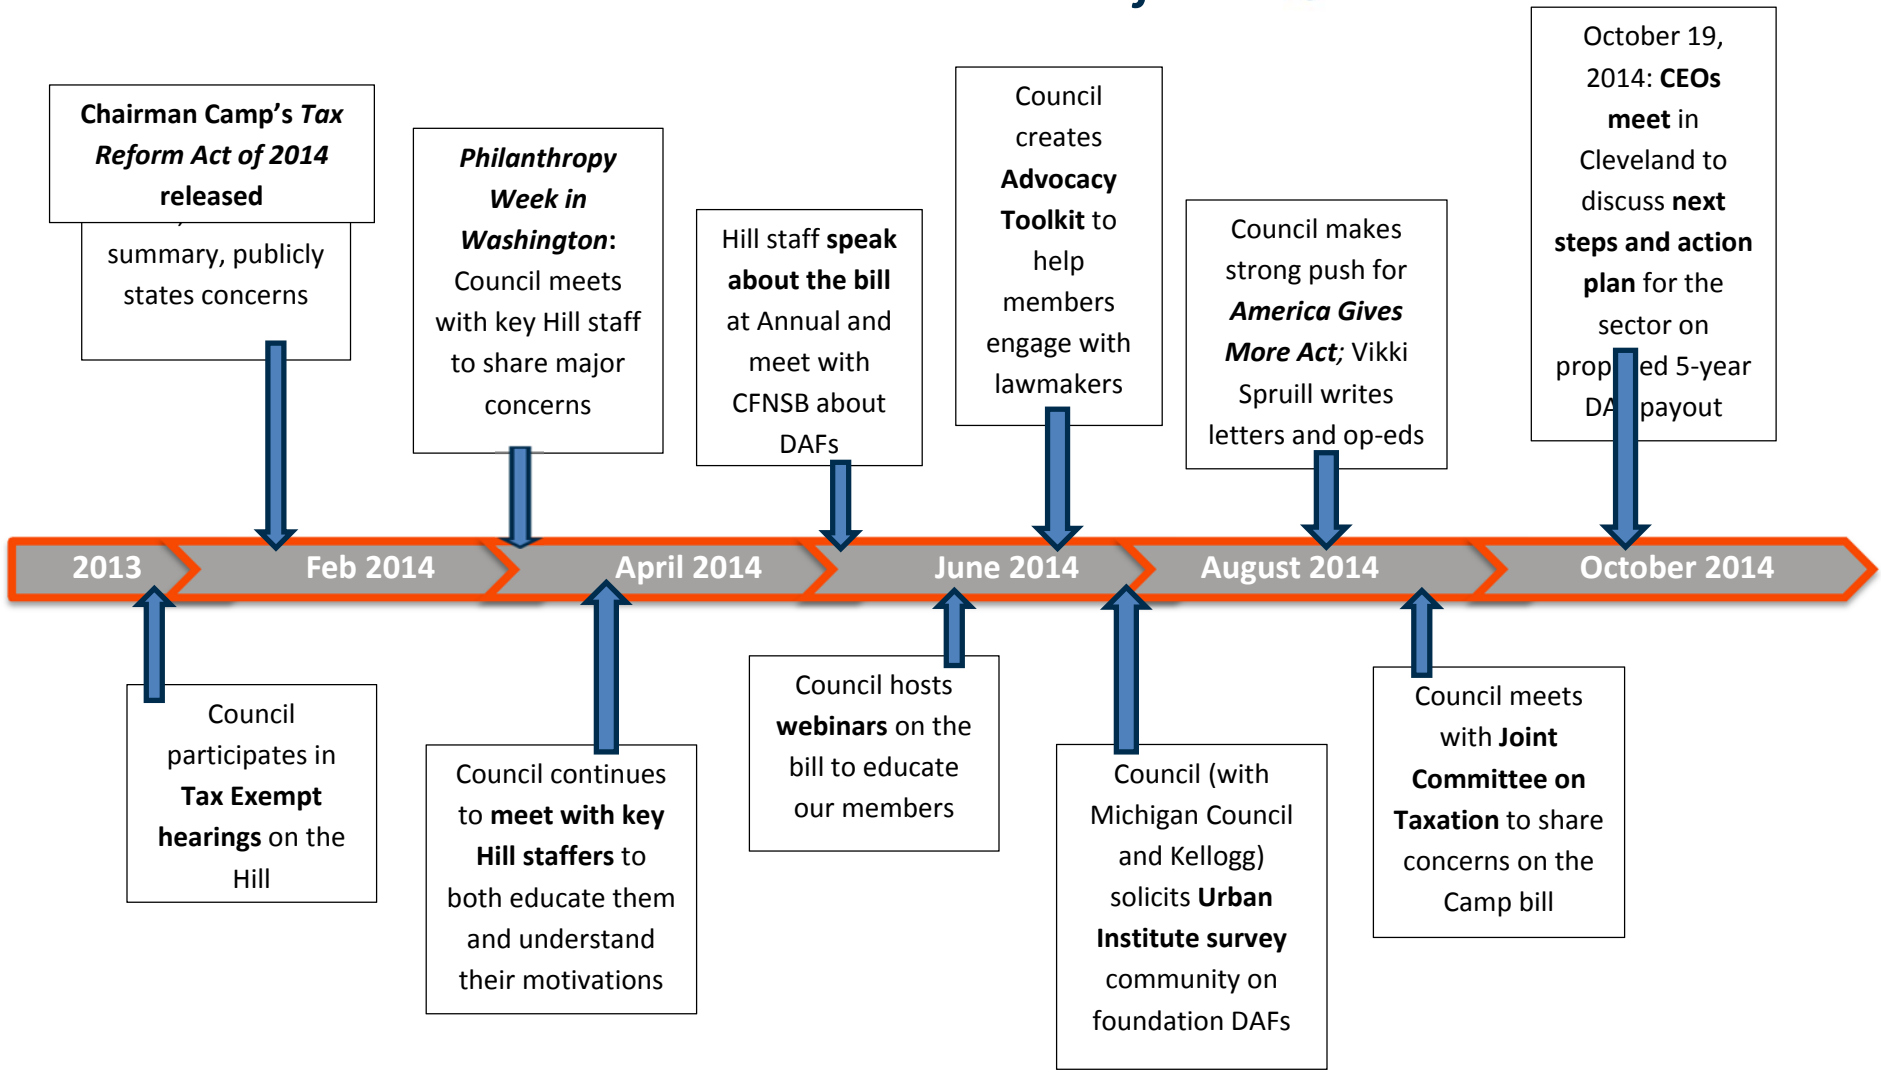 Chairman Camp's Tax
Reform Act of 2014
released
summary, publicly
states concerns
Philanthropy
Week in
Washington:
Council meets
with key Hill staff
to share major
concerns
Hill staff speak
about the bill
at Annual and
meet with
CFNSB about
DAFs
Council
creates
Advocacy
Toolkit to
help
members
engage with
lawmakers
Council makes
strong push for
America Gives
More Act; Vikki
Spruill writes
letters and op-eds
October 19,
2014: CEOs
meet in
Cleveland to
discuss next
steps and action
plan for the
sector on
5-year
payout
2013
Feb 2014
April 2014
June 2014
August 2014
October 2014
Council
participates in
Tax Exempt
hearings on the
Hill
Council continues
to meet with key
Hill staffers to
both educate them
and understand
their motivations
Council hosts
webinars on the
bill to educate
our members
Council (with
Michigan Council
and Kellogg)
solicits Urban
Institute survey
community on
foundation DAFs
Council meets
with Joint
Committee on
Taxation to share
concerns on the
Camp bill